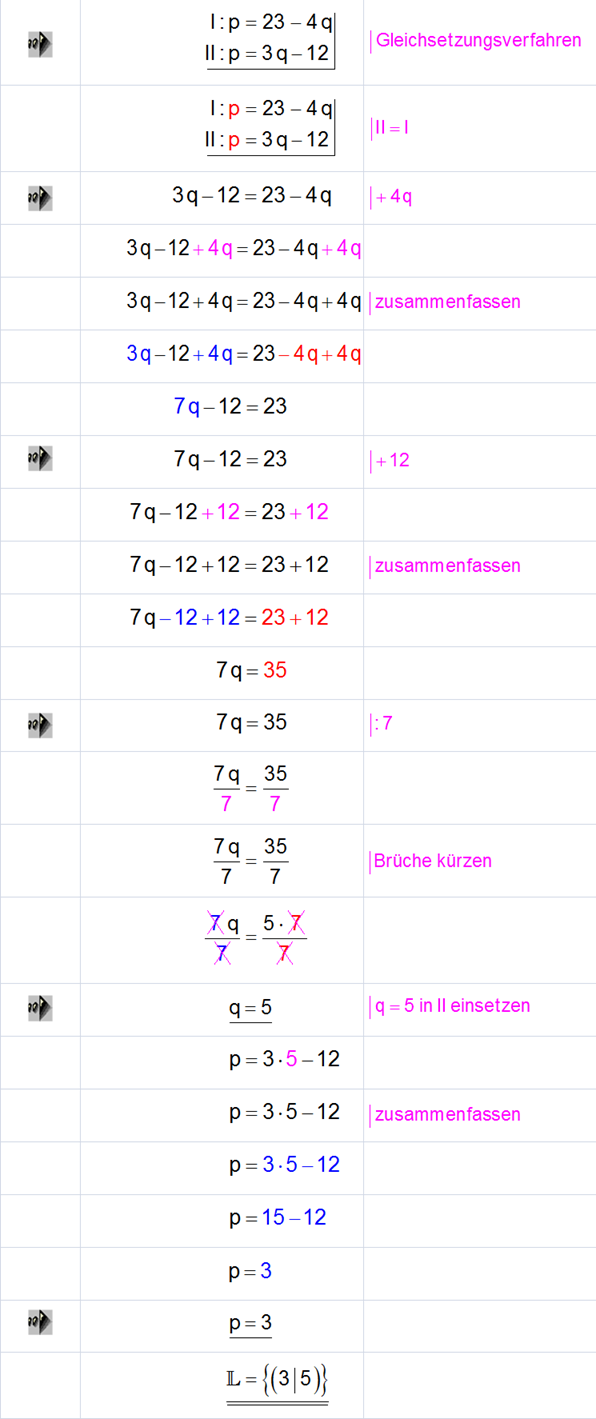 I : p = 23 – 4q
|Gleichsetzungsverfahren
II : p = 3q – 12
I : p = 23 – 4q
|II = I
II : p = 3q – 12
3q – 12 = 23 – 4q |+ 4q
3q – 12 + 4q = 23 – 4q + 4q
3q – 12 + 4q = 23 – 4q + 4q |zusammenfassen
3q – 12 + 4q = 23 – 4q + 4q
7q – 12 = 23
7q – 12 = 23 |+ 12
7q – 12 + 12 = 23 + 12
7q – 12 + 12 = 23 + 12 |zusammenfassen
7q – 12 + 12 = 23 + 12
7q = 35
7q = 35 |: 7
7q/7 = 35/7
7q/7 = 35/7 |Brüche kürzen
7q/7 = 5 · 7/7
q = 5 |q = 5 in II einsetzen
p = 3 · 5 – 12
p = 3 · 5 – 12 |zusammenfassen
p = 3 · 5 – 12
p = 15 – 12
p = 3
p = 3
𝕃 = {(3|5)}